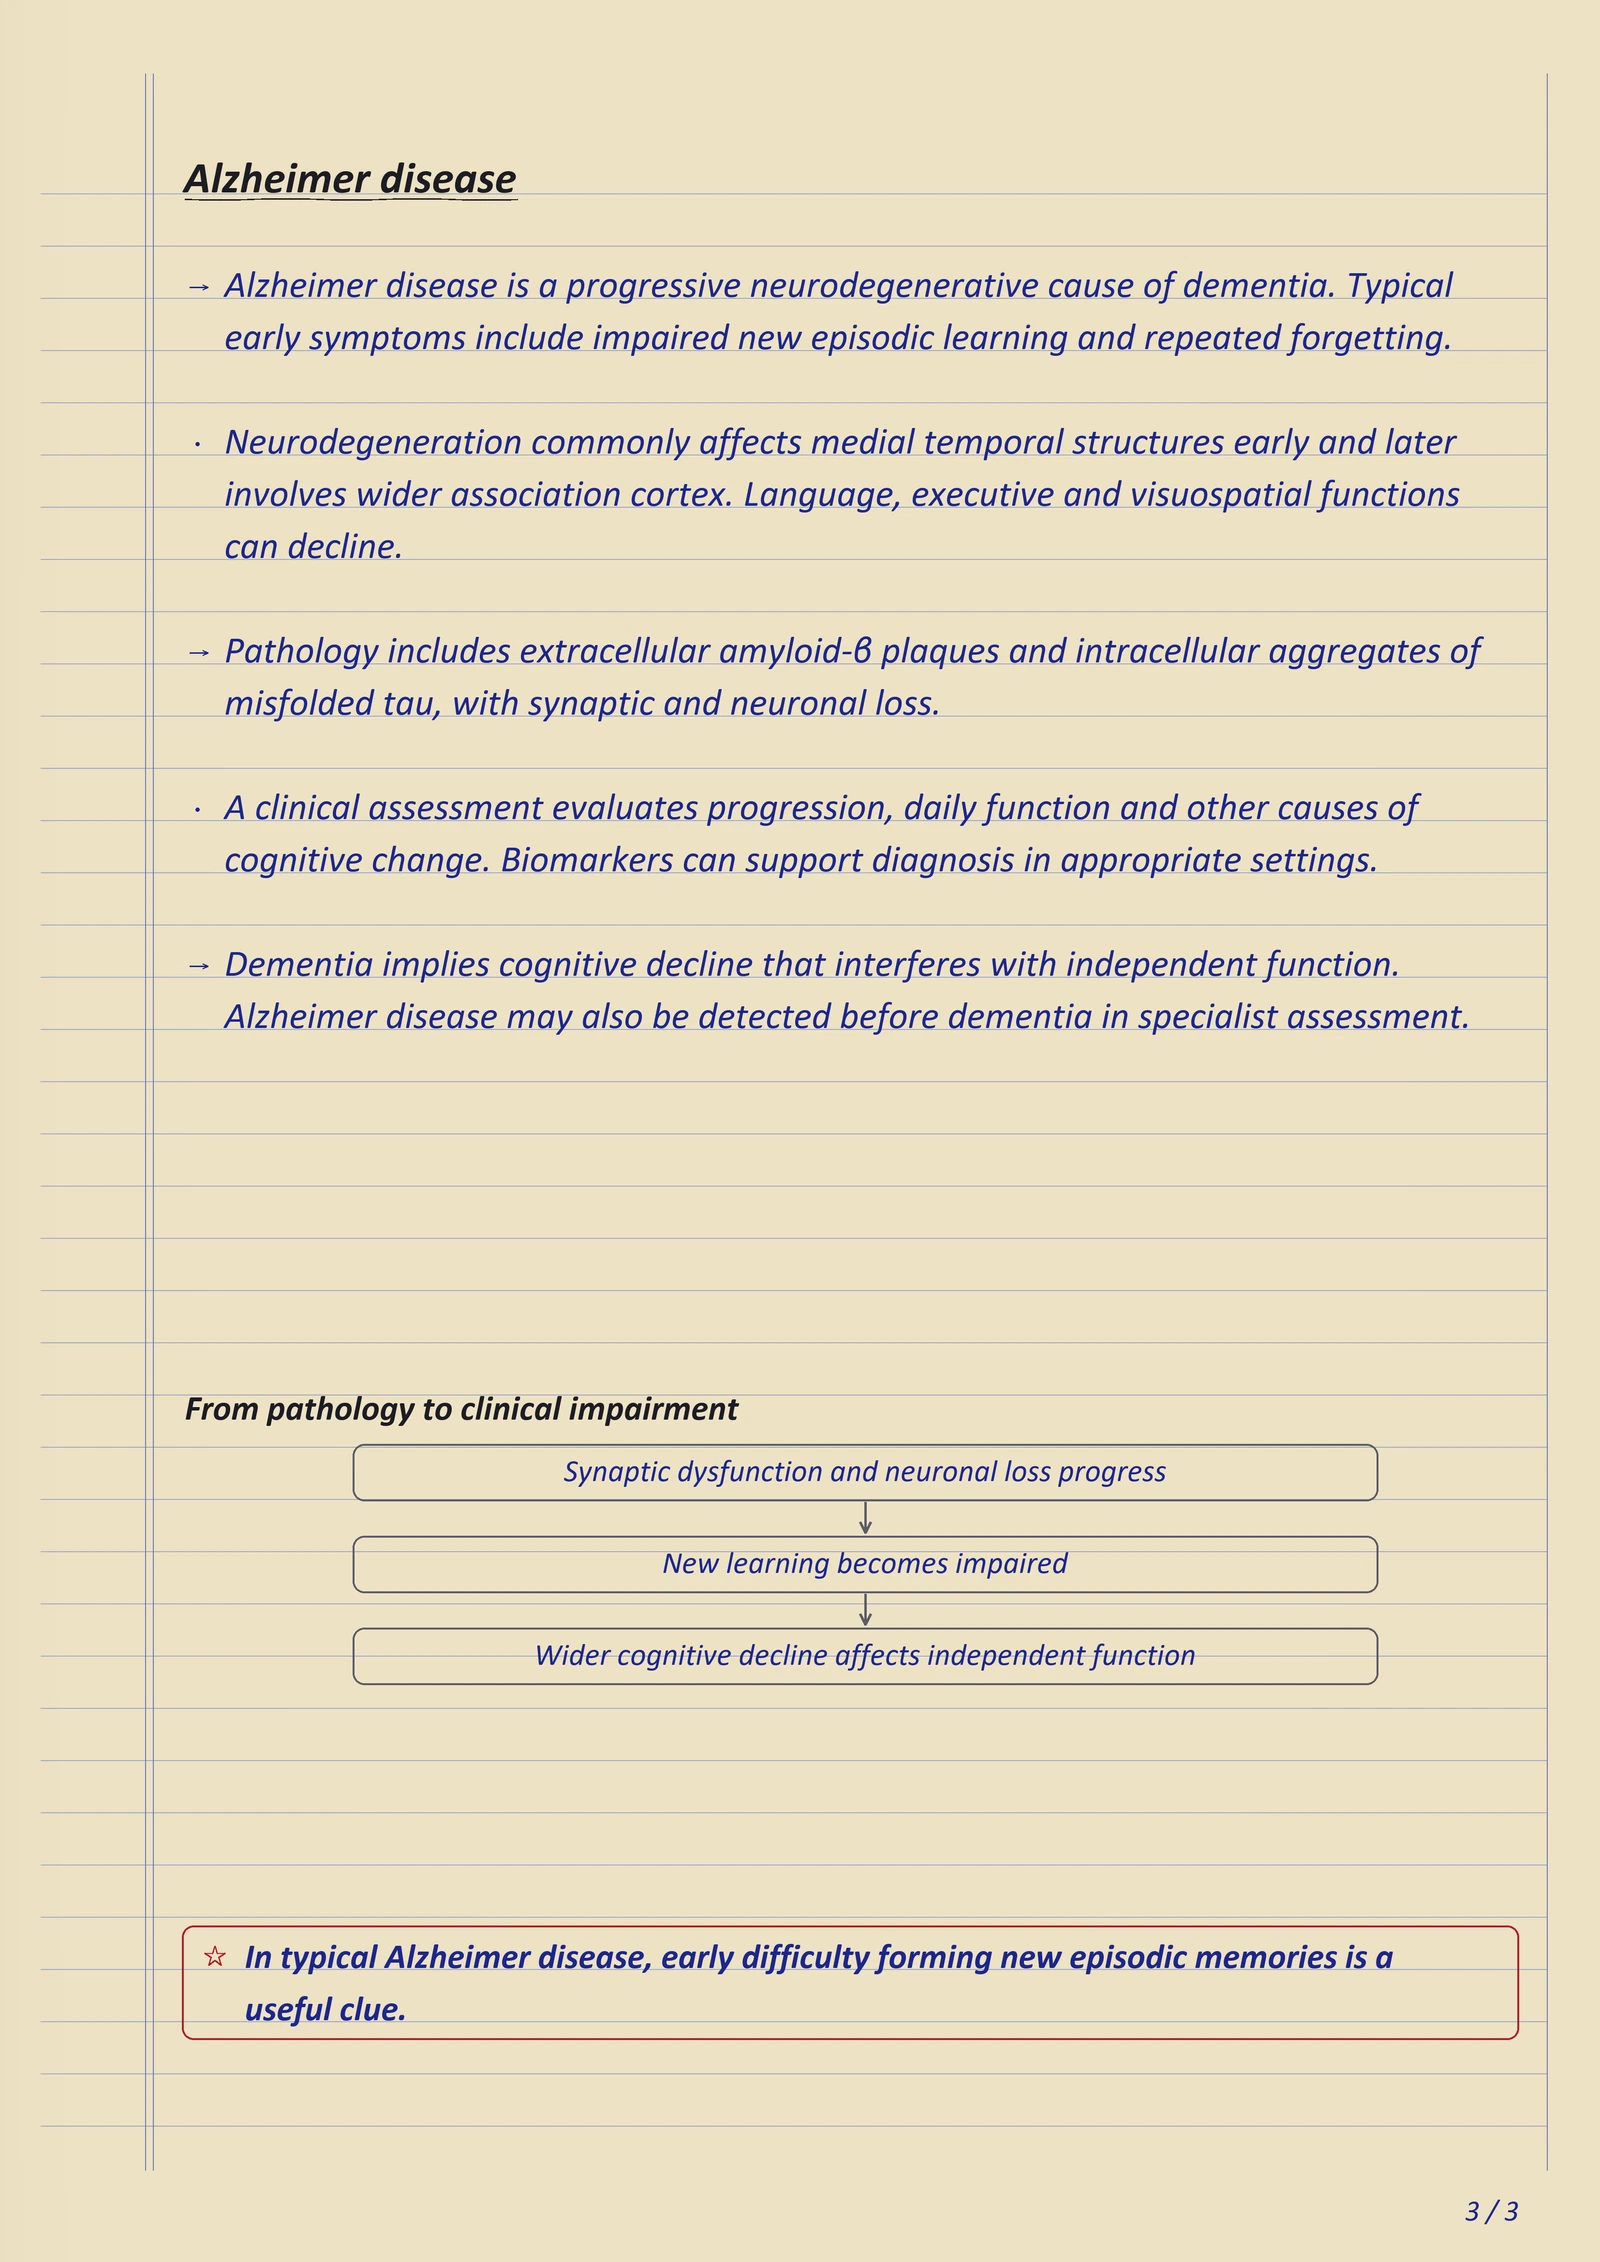 Alzheimer disease
→ Alzheimer disease is a progressive neurodegenerative cause of dementia. Typical
early symptoms include impaired new episodic learning and repeated forgetting.
· Neurodegeneration commonly affects medial temporal structures early and later
involves wider association cortex. Language, executive and visuospatial functions
can decline.
→ Pathology includes extracellular amyloid-β plaques and intracellular aggregates of
misfolded tau, with synaptic and neuronal loss.
· A clinical assessment evaluates progression, daily function and other causes of
cognitive change. Biomarkers can support diagnosis in appropriate settings.
→ Dementia implies cognitive decline that interferes with independent function.
Alzheimer disease may also be detected before dementia in specialist assessment.
From pathology to clinical impairment
Synaptic dysfunction and neuronal loss progress
New learning becomes impaired
Wider cognitive decline affects independent function
☆ In typical Alzheimer disease, early difficulty forming new episodic memories is a
useful clue.
3 / 3